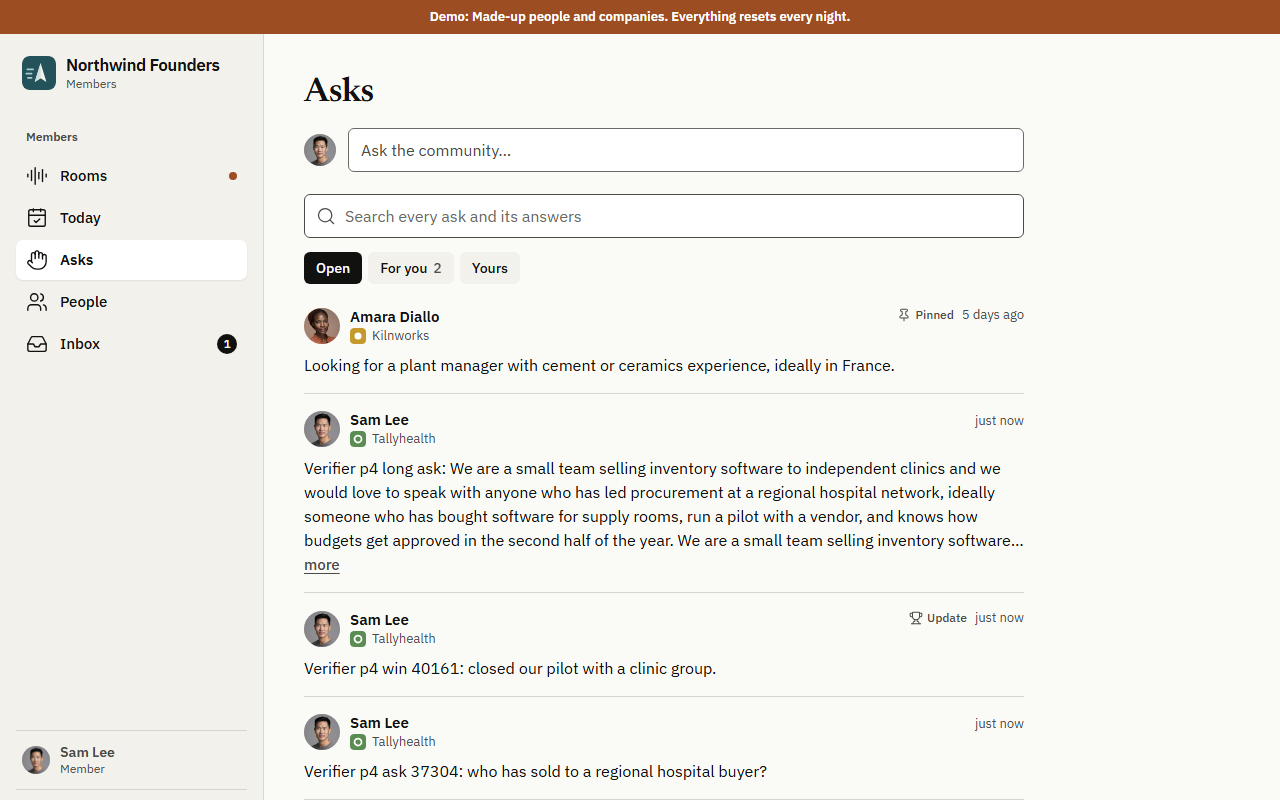 Demo: Made-up people and companies. Everything resets every night.
Northwind Founders
Members
Members
Rooms
Today
Asks
People
Inbox 1
Sam Lee
Member
Asks
Ask the community...
Search every ask and its answers
Open For you 2 Yours
Amara Diallo Pinned 5 days ago
Kilnworks
Looking for a plant manager with cement or ceramics experience, ideally in France.
Sam Lee just now
Tallyhealth
Verifier p4 long ask: We are a small team selling inventory software to independent clinics and we
would love to speak with anyone who has led procurement at a regional hospital network, ideally
someone who has bought software for supply rooms, run a pilot with a vendor, and knows how
budgets get approved in the second half of the year. We are a small team selling inventory software...
more
Sam Lee Update just now
Tallyhealth
Verifier p4 win 40161: closed our pilot with a clinic group.
Sam Lee just now
Tallyhealth
Verifier p4 ask 37304: who has sold to a regional hospital buyer?